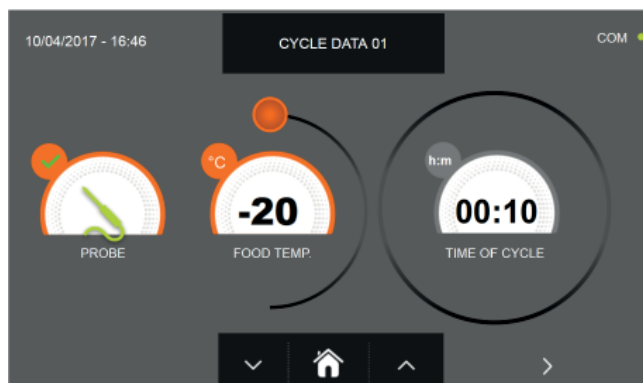 10/04/2017 - 16:46
CYCLE DATA 01
COM
°C
h:m
-20
00:10
PROBE
FOOD TEMP.
TIME OF CYCLE